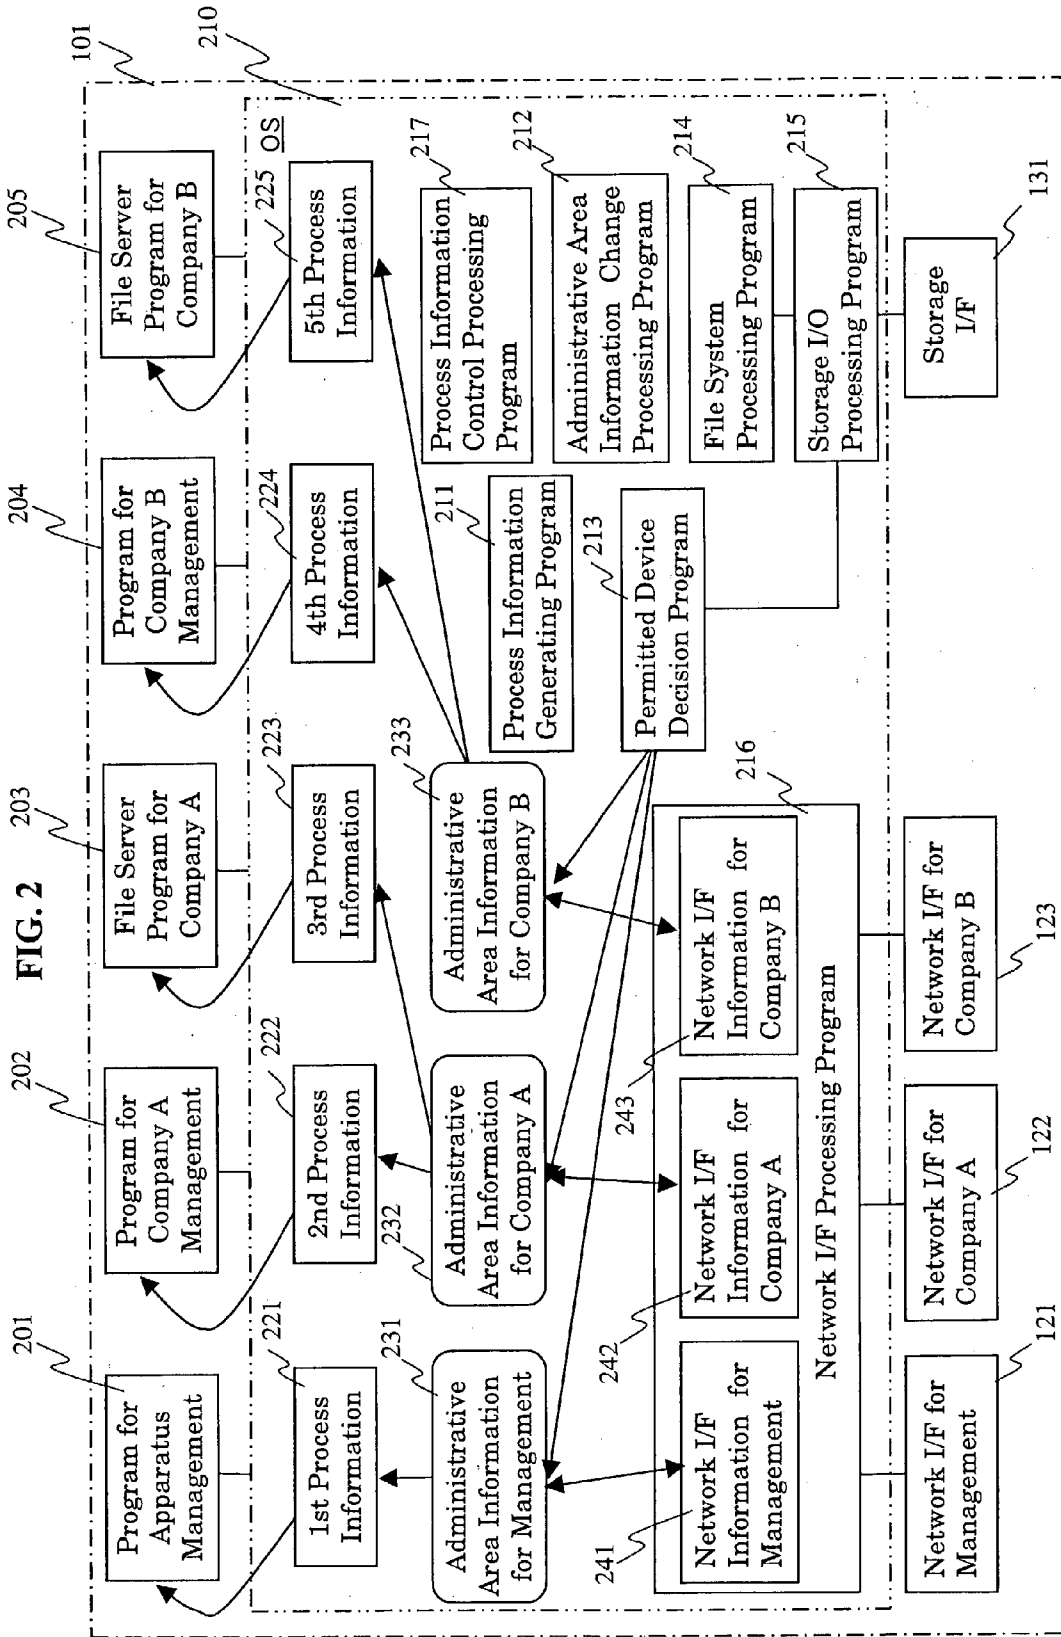 FIG. 2
101
210
201
202
203
204
205
Program for
Apparatus
Management
Program for
Company A
Management
File Server
Program for
Company A
Program for
Company B
Management
File Server
Program for
Company B
OS
221
222
223
224
225
1st Process
Information
2nd Process
Information
3rd Process
Information
4th Process
Information
5th Process
Information
231
232
233
Administrative
Area Information
for Management
Administrative
Area Information
for Company A
Administrative
Area Information
for Company B
217
Process Information
Control Processing
Program
211
Process Information
Generating Program
212
Administrative Area
Information Change
Processing Program
213
Permitted Device
Decision Program
214
File System
Processing Program
215
Storage I/O
Processing Program
216
241
242
243
Network I/F
Information for
Management
Network I/F
Information for
Company A
Network I/F
Information for
Company B
Network I/F Processing Program
Network I/F for
Management
121
Network I/F for
Company A
122
Network I/F for
Company B
123
Storage
I/F
131